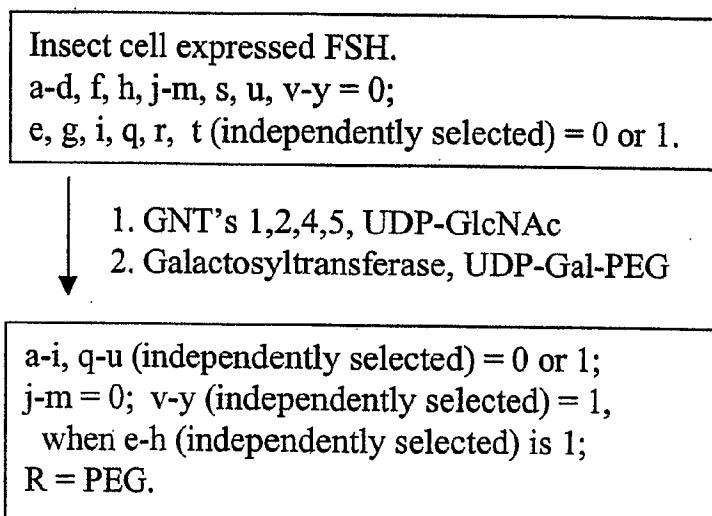 Insect cell expressed FSH.
a-d, f, h, j-m, s, u, v-y = 0;
e, g, i, q, r, t (independently selected) = 0 or 1.
1. GNT's 1,2,4,5, UDP-GlcNAc
2. Galactosyltransferase, UDP-Gal-PEG
a-i, q-u (independently selected) = 0 or 1;
j-m = 0; v-y (independently selected) = 1,
when e-h (independently selected) is 1;
R = PEG.